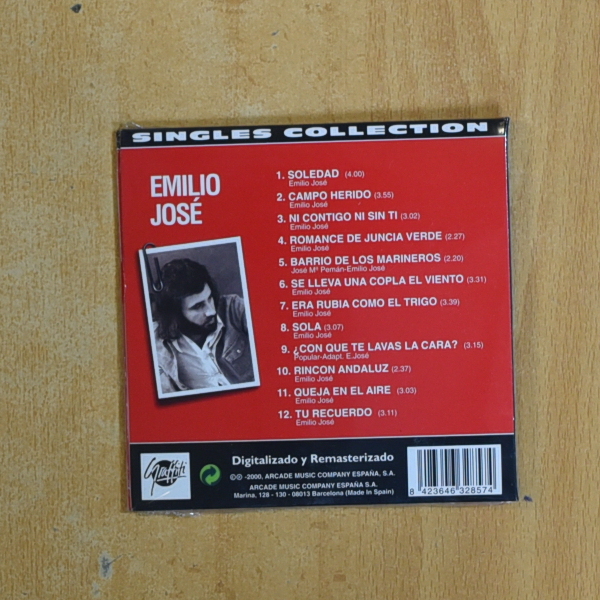 SINGLES COLLECTION
EMILIO
JOSÉ
1. SOLEDAD (4.00)
Emilio José
2. CAMPO HERIDO (3.55)
Emilio José
3. NI CONTIGO NI SIN TI (3.02)
Emilio José
4. ROMANCE DE JUNCIA VERDE (2.27)
Emilio José
5. BARRIO DE LOS MARINEROS (2.20)
José Mª Pemán-Emilio José
6. SE LLEVA UNA COPLA EL VIENTO (3.31)
Emilio José
7. ERA RUBIA COMO EL TRIGO (3.39)
Emilio José
8. SOLA (3.07)
Emilio José
9. ¿CON QUE TE LAVAS LA CARA? (3.15)
Popular-Adapt. E.José
10. RINCON ANDALUZ (2.37)
Emilio José
11. QUEJA EN EL AIRE (3.03)
Emilio José
12. TU RECUERDO (3.11)
Emilio José
Graffiti
Digitalizado y Remasterizado
©℗ -2000, ARCADE MUSIC COMPANY ESPAÑA, S.A.
ARCADE MUSIC COMPANY ESPAÑA S.A.
Marina, 128 - 130 - 08013 Barcelona (Made In Spain)
8 423646 328574